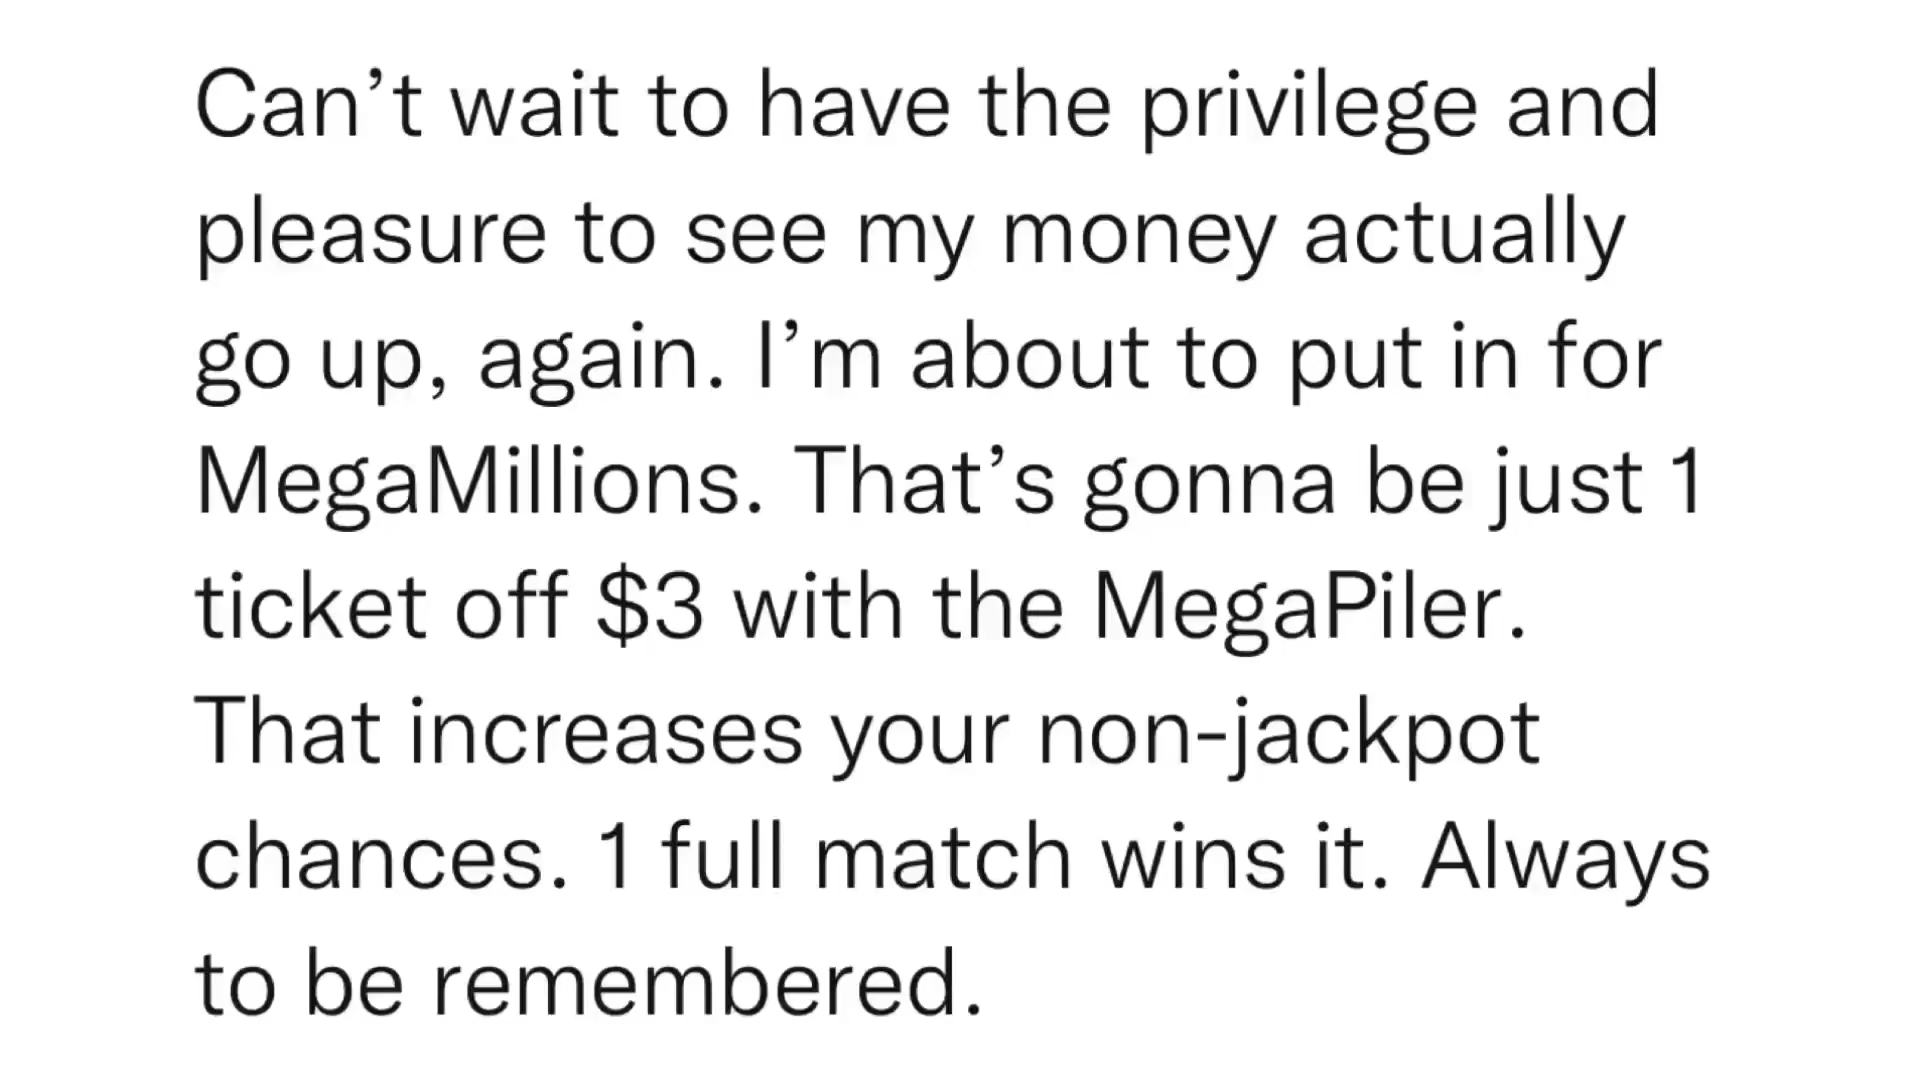 Can’t wait to have the privilege and
pleasure to see my money actually
go up, again. I’m about to put in for
MegaMillions. That’s gonna be just 1
ticket off $3 with the MegaPiler.
That increases your non-jackpot
chances. 1 full match wins it. Always
to be remembered.